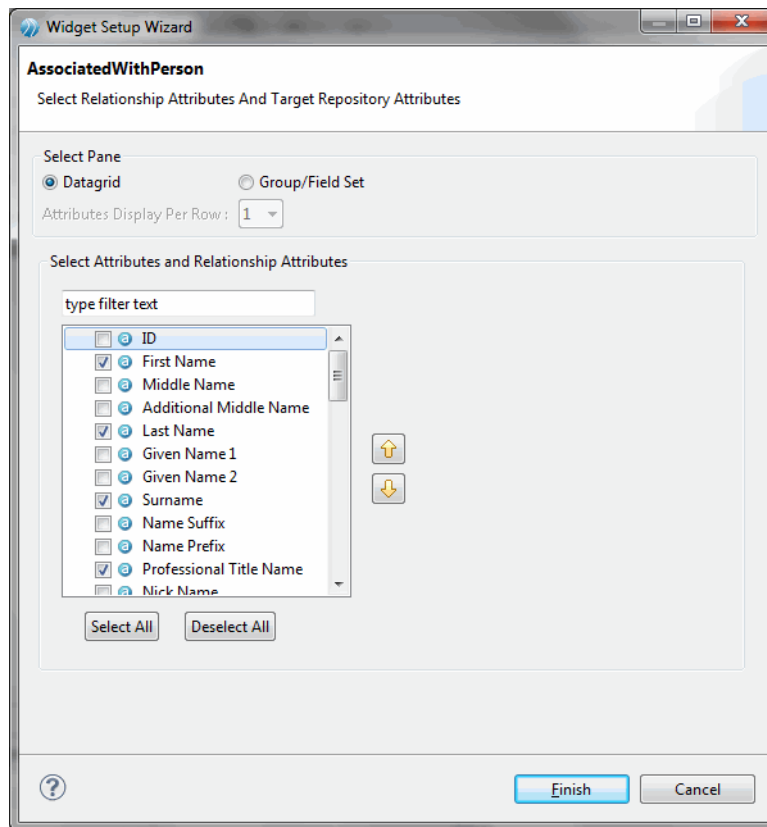 Widget Setup Wizard
AssociatedWithPerson
Select Relationship Attributes And Target Repository Attributes
Select Pane
Datagrid
Group/Field Set
Attributes Display Per Row :
1
Select Attributes and Relationship Attributes
type filter text
ID
First Name
Middle Name
Additional Middle Name
Last Name
Given Name 1
Given Name 2
Surname
Name Suffix
Name Prefix
Professional Title Name
Nick Name
Select All
Deselect All
Finish
Cancel